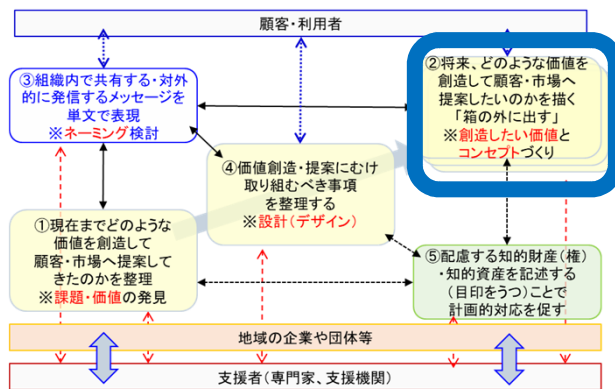 顧客・利用者
③組織内で共有する・対外
的に発信するメッセージを
単文で表現
※ネーミング検討
②将来、どのような価値を
創造して顧客・市場へ
提案したいのかを描く
「箱の外に出す」
※創造したい価値と
コンセプトづくり
④価値創造・提案にむけ
取り組むべき事項
を整理する
※設計(デザイン)
①現在までどのような
価値を創造して
顧客・市場へ提案して
きたのかを整理
※課題・価値の発見
⑤配慮する知的財産(権)
・知的資産を記述する
(目印をうつ)ことで
計画的対応を促す
地域の企業や団体等
支援者(専門家、支援機関)